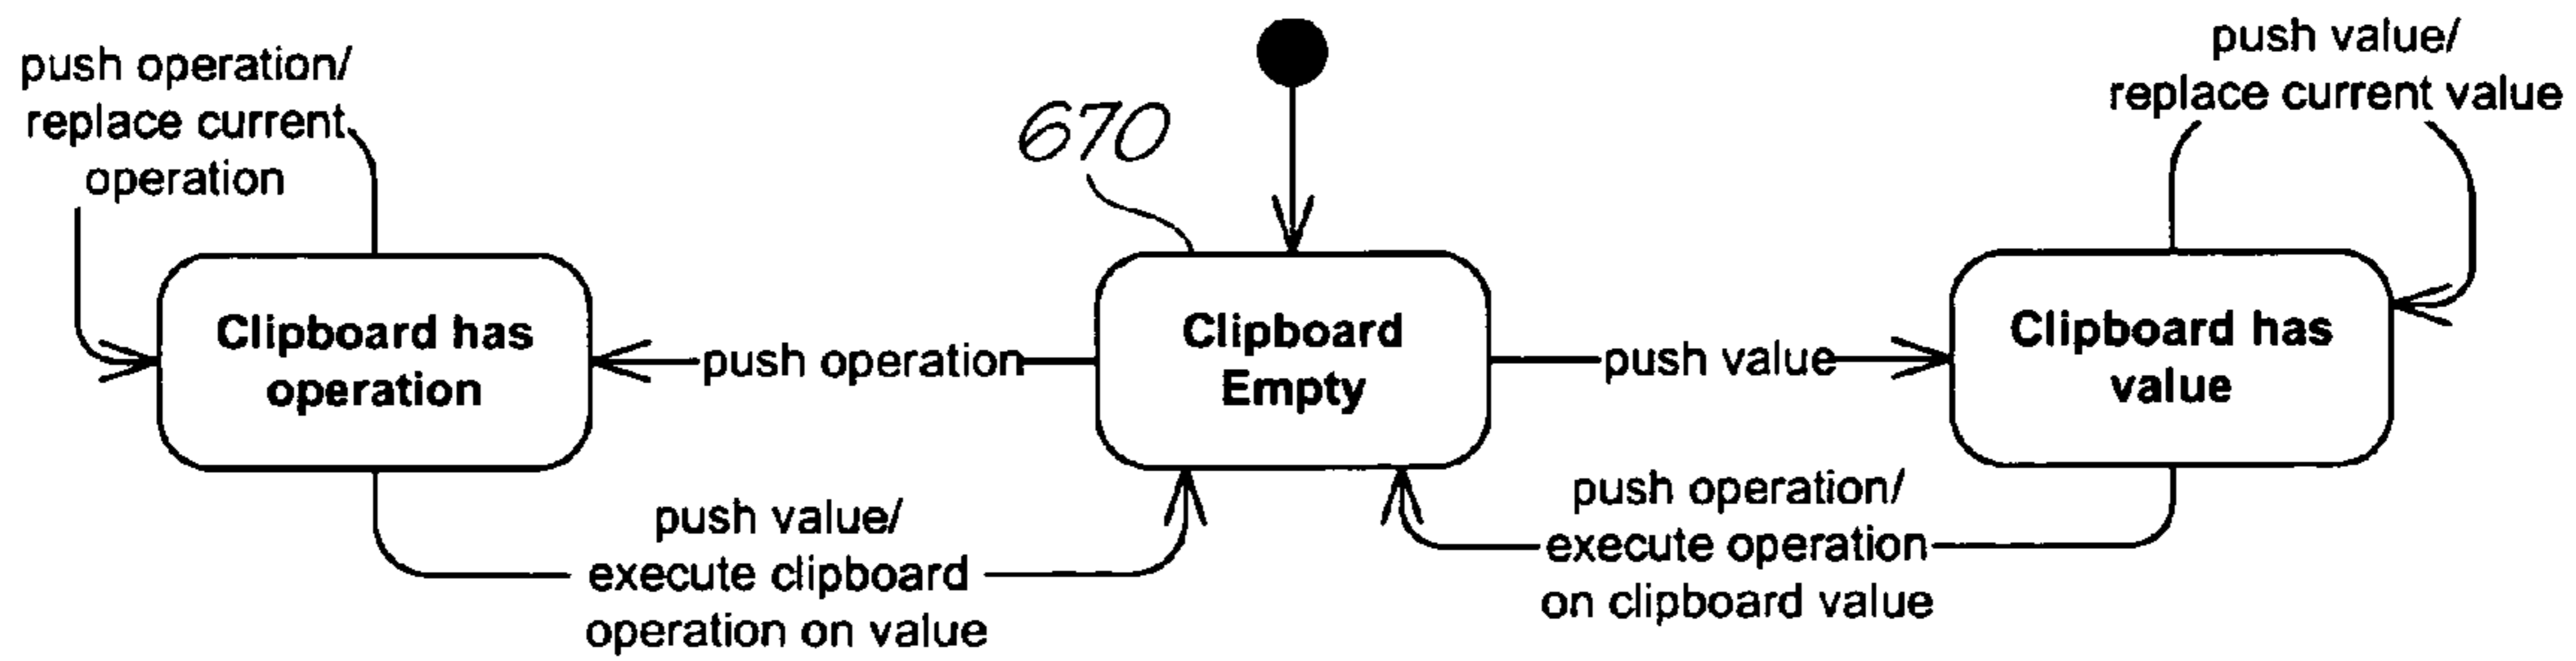 push operation/
replace current
operation
670
push value/
replace current value
Clipboard has
operation
push operation
Clipboard
Empty
push value
Clipboard has
value
push value/
execute clipboard
operation on value
push operation/
execute operation
on clipboard value